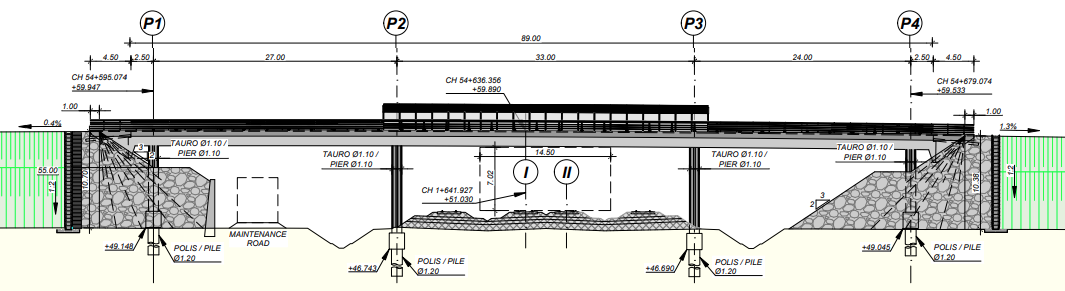 P1
P2
P3
P4
89.00
4.50
2.50
27.00
33.00
24.00
2.50
4.50
CH 54+595.074
+59.947
CH 54+636.356
+59.890
CH 54+679.074
+59.533
1.00
1.00
0.4%
1.3%
TAURO Ø1.10 /
PIER Ø1.10
TAURO Ø1.10 /
PIER Ø1.10
TAURO Ø1.10 /
PIER Ø1.10
TAURO Ø1.10 /
PIER Ø1.10
3
2
14.50
I
II
7.02
55.00
1:2
10.70
CH 1+641.927
+51.030
3
2
10.38
1:2
MAINTENANCE
ROAD
+49.148
POLIS / PILE
Ø1.20
+46.743
POLIS / PILE
Ø1.20
+46.690
POLIS / PILE
Ø1.20
+49.045
POLIS / PILE
Ø1.20